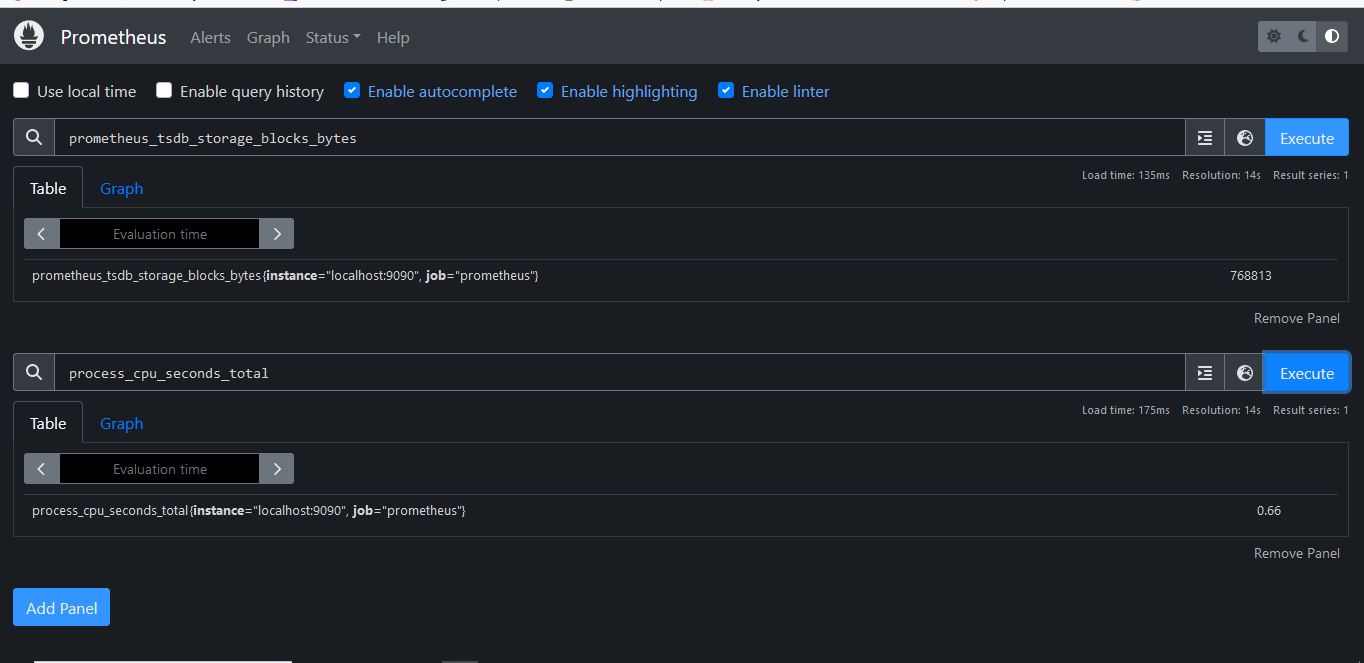 Prometheus Alerts Graph Status Help
Use local time Enable query history Enable autocomplete Enable highlighting Enable linter
prometheus_tsdb_storage_blocks_bytes Execute
Table Graph Load time: 135ms Resolution: 14s Result series: 1
Evaluation time
prometheus_tsdb_storage_blocks_bytes{instance="localhost:9090", job="prometheus"} 768813
Remove Panel
process_cpu_seconds_total Execute
Table Graph Load time: 175ms Resolution: 14s Result series: 1
Evaluation time
process_cpu_seconds_total{instance="localhost:9090", job="prometheus"} 0.66
Remove Panel
Add Panel